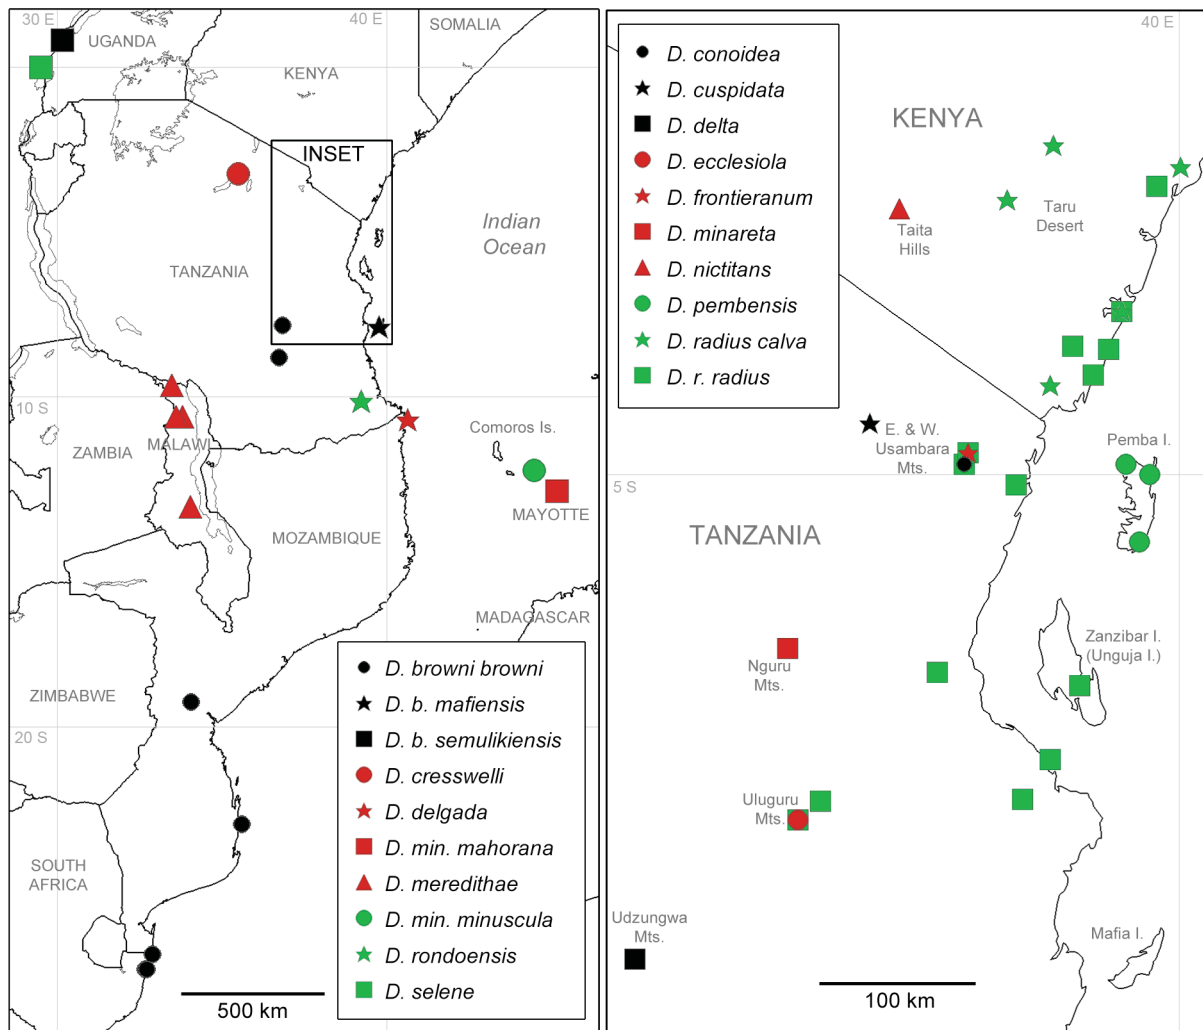 30 E
40 E
SOMALIA
UGANDA
KENYA
INSET
Indian
Ocean
TANZANIA
10 S
Comoros Is.
ZAMBIA
MALAWI
MAYOTTE
MOZAMBIQUE
MADAGASCAR
ZIMBABWE
20 S
SOUTH
AFRICA
D. browni browni
D. b. mafiensis
D. b. semulikiensis
D. cresswelli
D. delgada
D. min. mahorana
D. meredithae
D. min. minuscula
D. rondoensis
D. selene
500 km
40 E
D. conoidea
D. cuspidata
D. delta
D. ecclesiola
D. frontieranum
D. minareta
D. nictitans
D. pembensis
D. radius calva
D. r. radius
KENYA
Taru
Desert
Taita
Hills
E. & W.
Usambara
Mts.
Pemba I.
5 S
TANZANIA
Zanzibar I.
(Unguja I.)
Nguru
Mts.
Uluguru
Mts.
Udzungwa
Mts.
Mafia I.
100 km